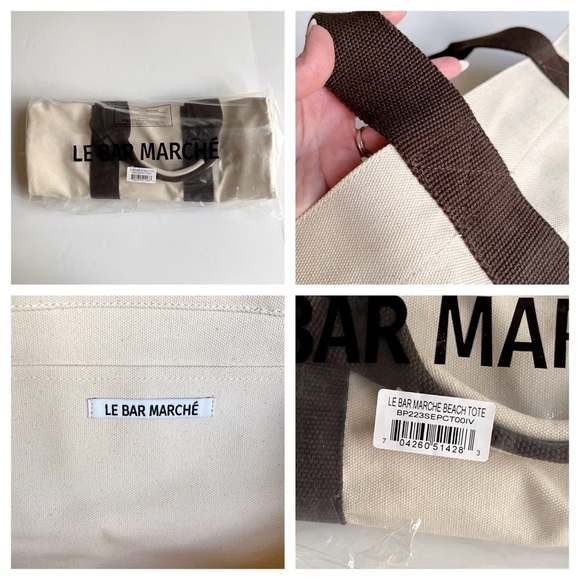 LE BAR MARCHÉ
LE BAR MARCHÉ
BAR MAR
LE BAR MARCHE BEACH TOTE
BP223SEPCT00IV
7 04260 51428 3